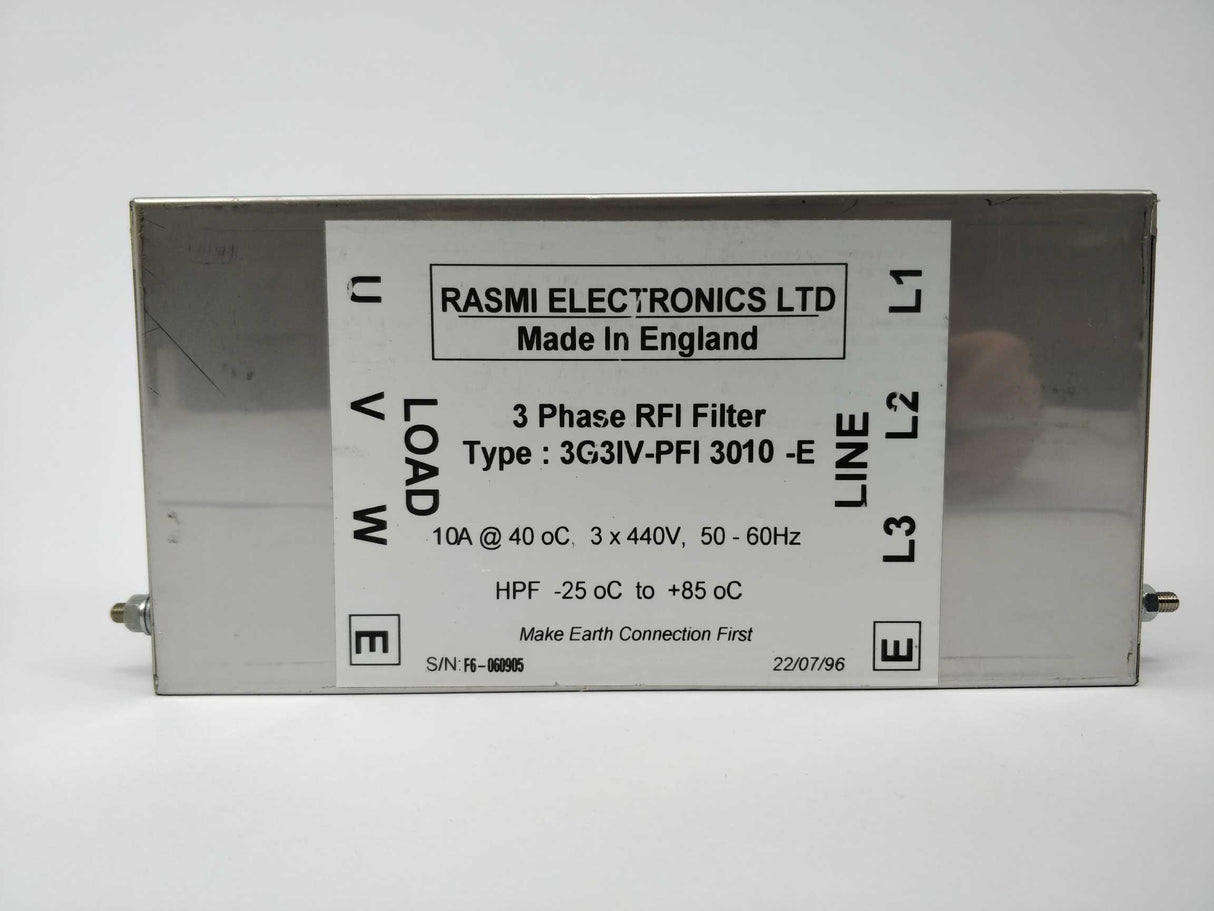 RASMI ELECTRONICS LTD
Made In England
3 Phase RFI Filter
Type : 3G3IV-PFI 3010 -E
10A @ 40 oC, 3 x 440V, 50 - 60Hz
HPF -25 oC to +85 oC
Make Earth Connection First
S/N: F6-060905
22/07/96
U
V
W
E
LOAD
LINE
L1
L2
L3
E